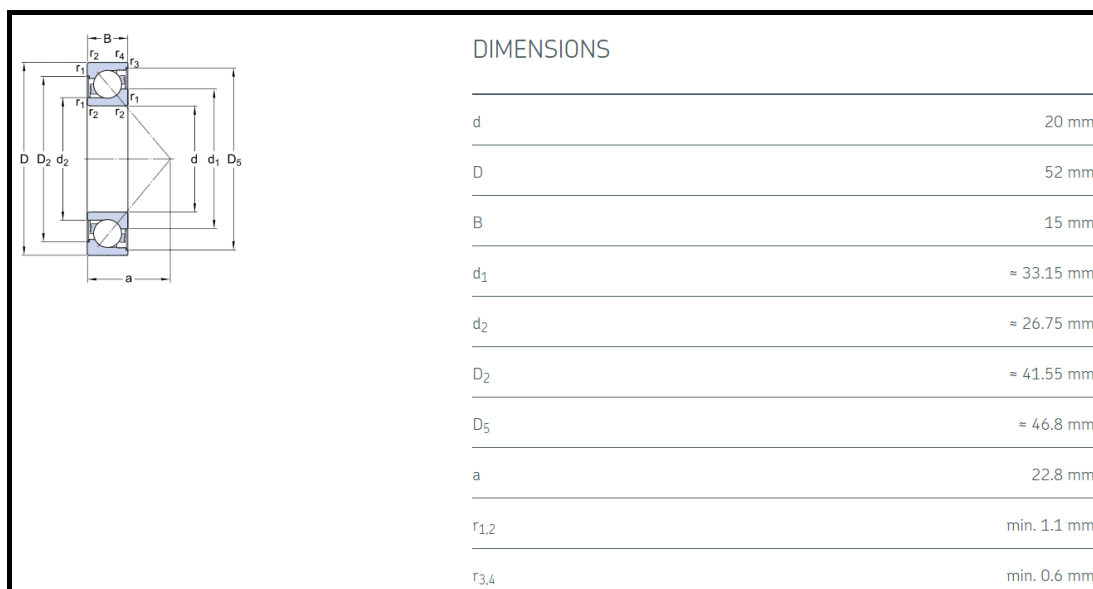 B
r2 r4
r3
r1
r1 r1
r2 r2
D D2 d2 d d1 D5
a
DIMENSIONS
d 20 mm
D 52 mm
B 15 mm
d1 ≈ 33.15 mm
d2 ≈ 26.75 mm
D2 ≈ 41.55 mm
D5 ≈ 46.8 mm
a 22.8 mm
r1,2 min. 1.1 mm
r3,4 min. 0.6 mm